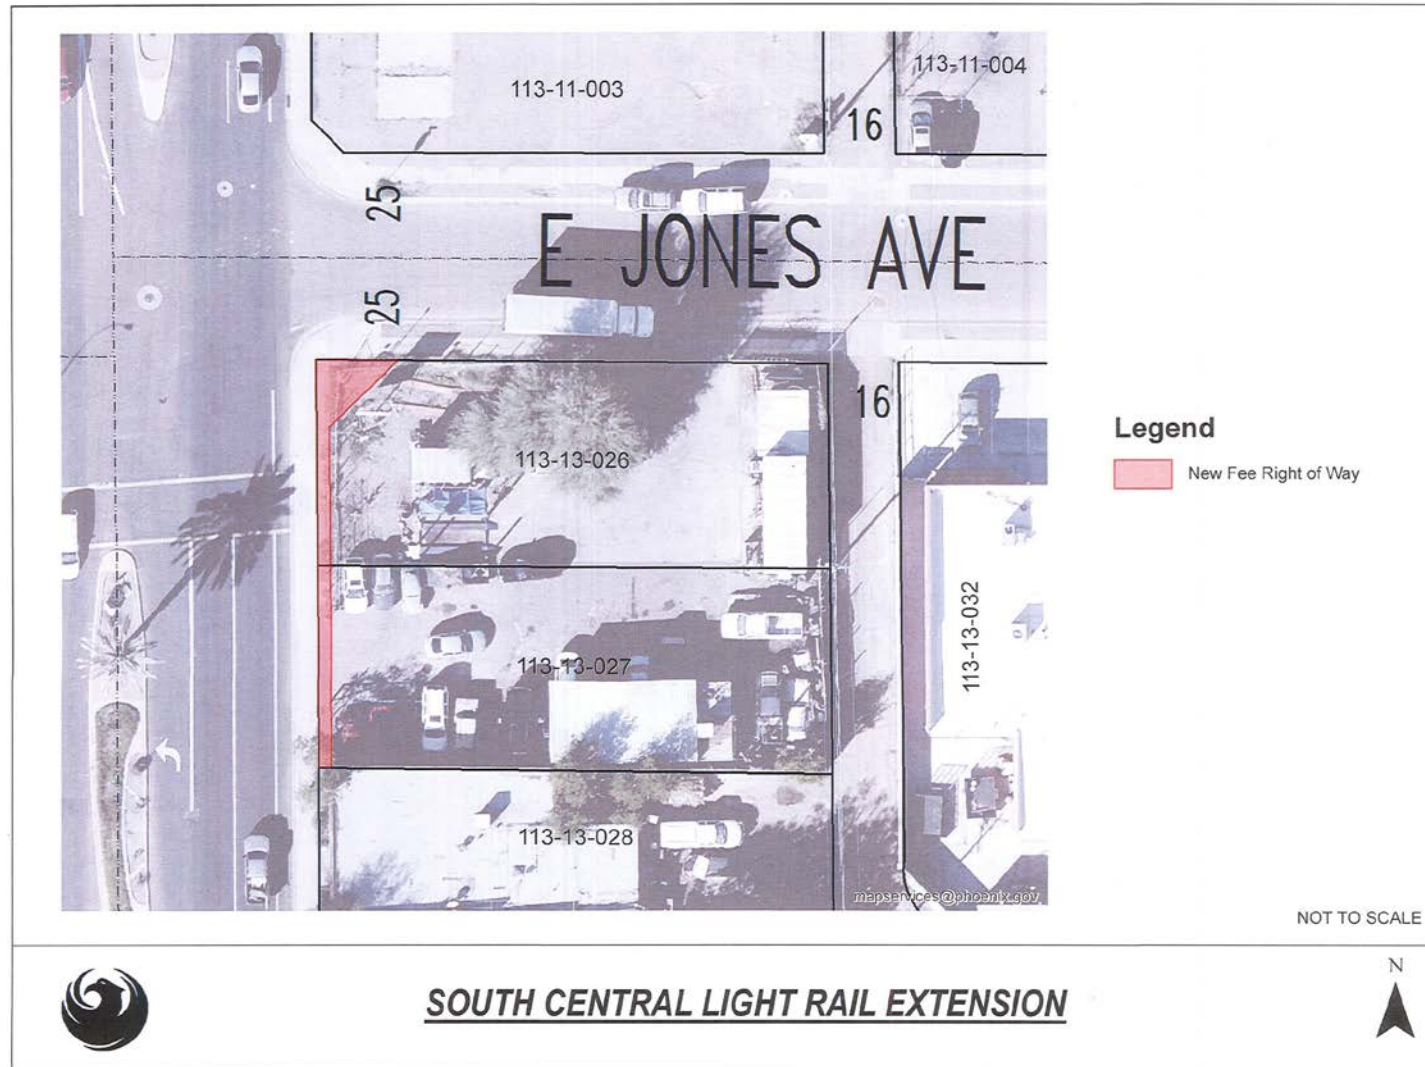 113-11-003
113-11-004
16
25
E JONES AVE
25
16
113-13-026
Legend
New Fee Right of Way
113-13-027
113-13-032
113-13-028
mapservices@phoenix.gov
NOT TO SCALE
SOUTH CENTRAL LIGHT RAIL EXTENSION
N